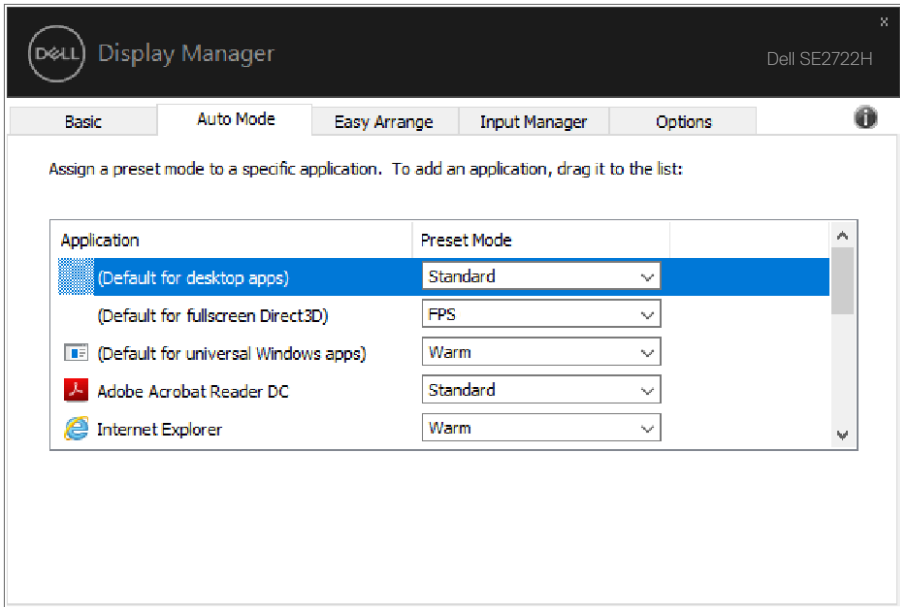 DELL Display Manager
x
Dell SE2722H
Basic Auto Mode Easy Arrange Input Manager Options
Assign a preset mode to a specific application. To add an application, drag it to the list:
Application Preset Mode
(Default for desktop apps) Standard
(Default for fullscreen Direct3D) FPS
(Default for universal Windows apps) Warm
Adobe Acrobat Reader DC Standard
Internet Explorer Warm